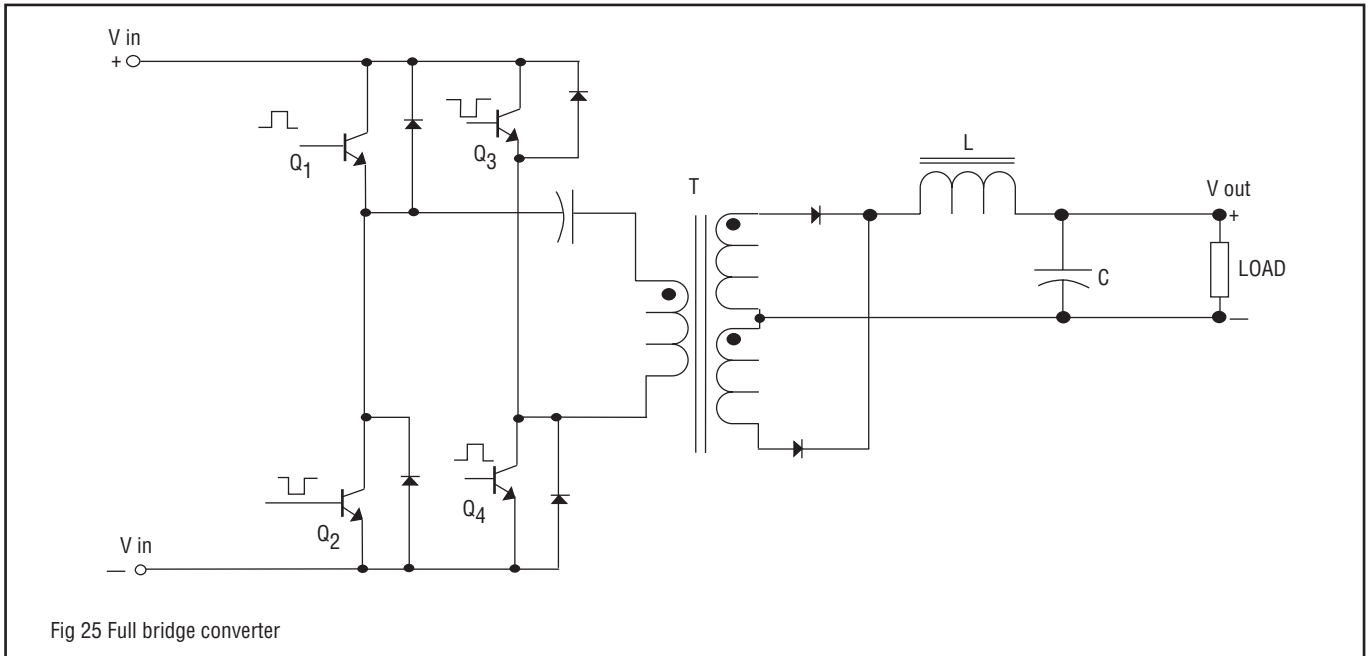 V in
+
Q1
Q3
T
L
V out
+
LOAD
C
—
Q2
Q4
V in
—
Fig 25 Full bridge converter